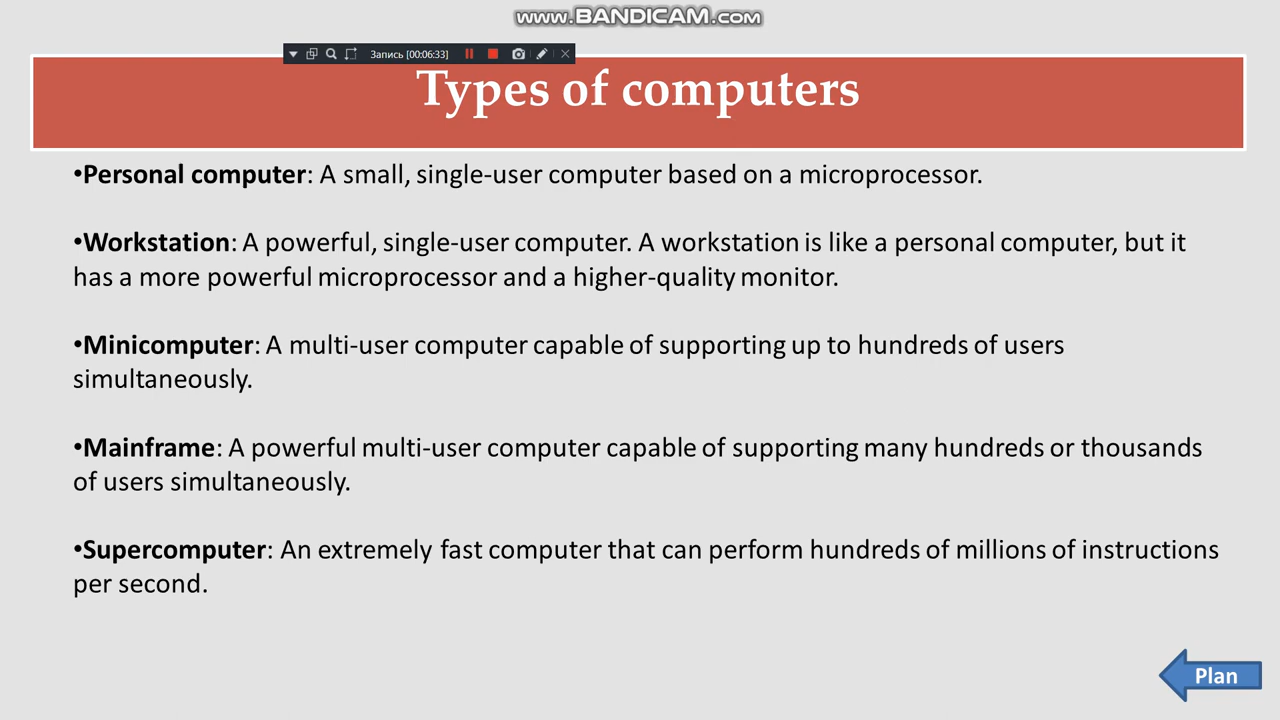 www.BANDICAM.com
Запись [00:06:33]
Types of computers
•Personal computer: A small, single-user computer based on a microprocessor.
•Workstation: A powerful, single-user computer. A workstation is like a personal computer, but it
has a more powerful microprocessor and a higher-quality monitor.
•Minicomputer: A multi-user computer capable of supporting up to hundreds of users
simultaneously.
•Mainframe: A powerful multi-user computer capable of supporting many hundreds or thousands
of users simultaneously.
•Supercomputer: An extremely fast computer that can perform hundreds of millions of instructions
per second.
Plan